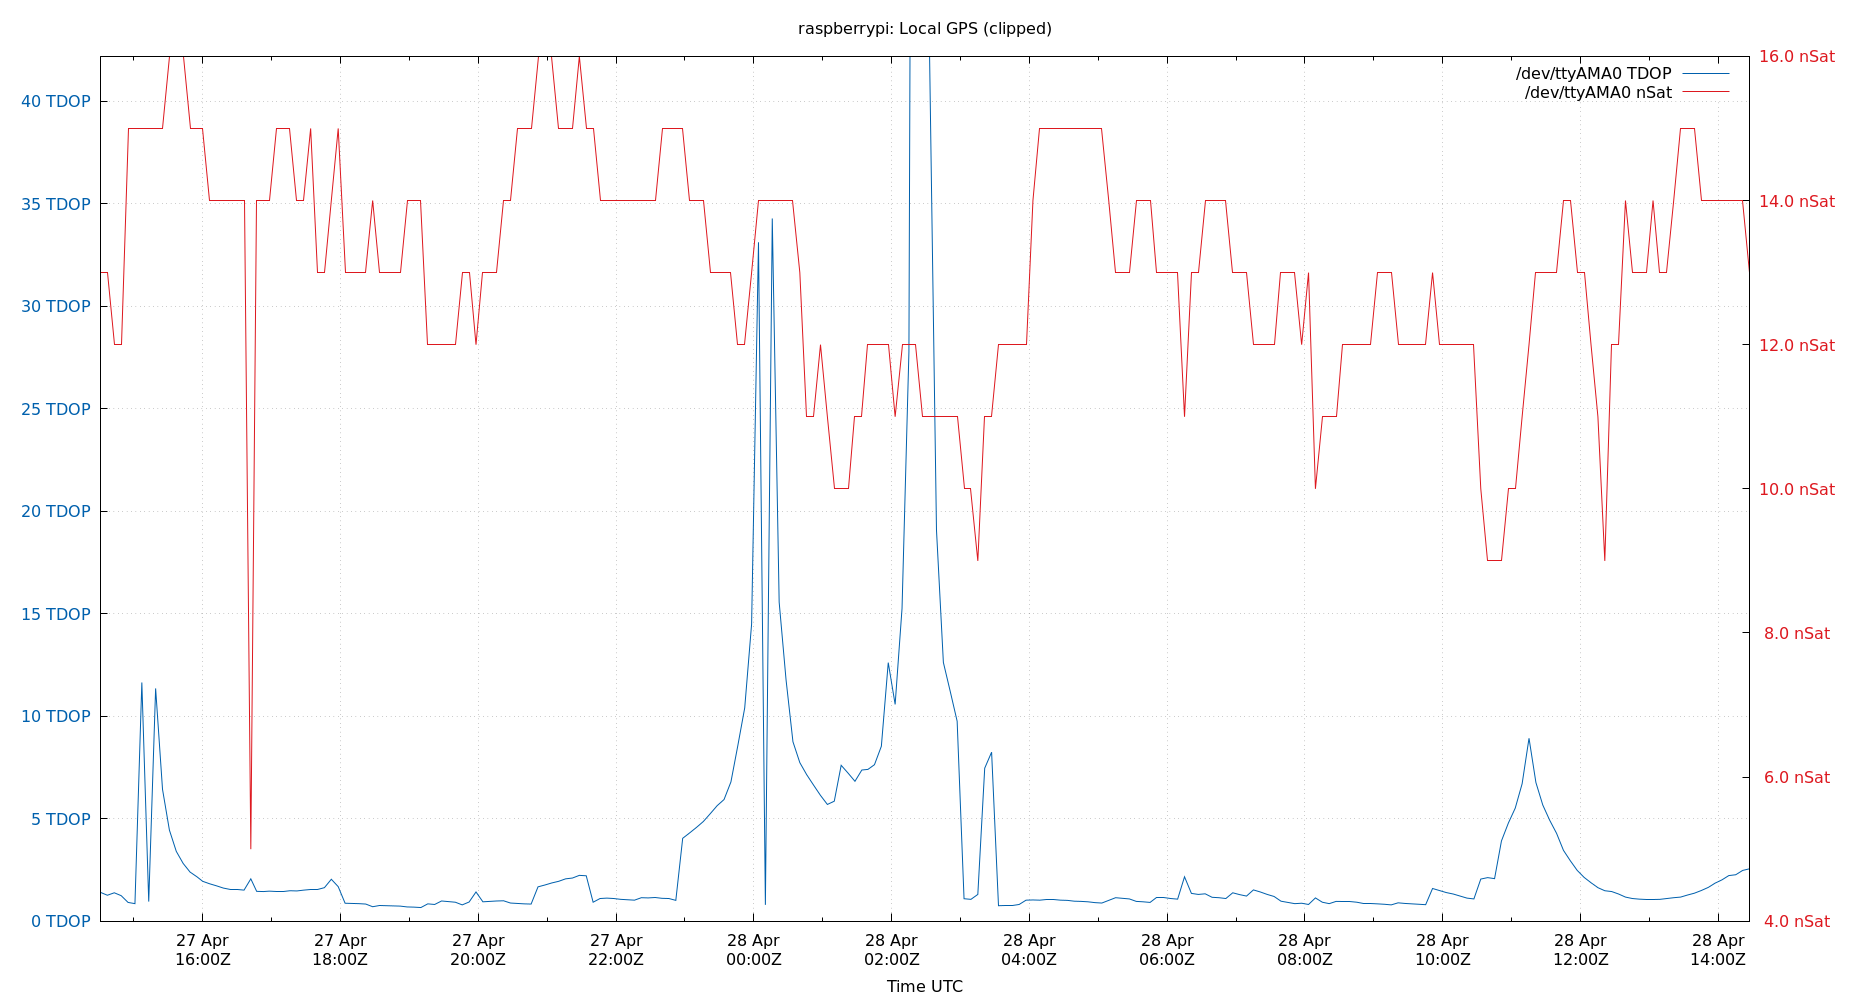 raspberrypi: Local GPS (clipped)
/dev/ttyAMA0 TDOP
/dev/ttyAMA0 nSat
40 TDOP
35 TDOP
30 TDOP
25 TDOP
20 TDOP
15 TDOP
10 TDOP
5 TDOP
0 TDOP
16.0 nSat
14.0 nSat
12.0 nSat
10.0 nSat
8.0 nSat
6.0 nSat
4.0 nSat
27 Apr
16:00Z
27 Apr
18:00Z
27 Apr
20:00Z
27 Apr
22:00Z
28 Apr
00:00Z
28 Apr
02:00Z
28 Apr
04:00Z
28 Apr
06:00Z
28 Apr
08:00Z
28 Apr
10:00Z
28 Apr
12:00Z
28 Apr
14:00Z
Time UTC